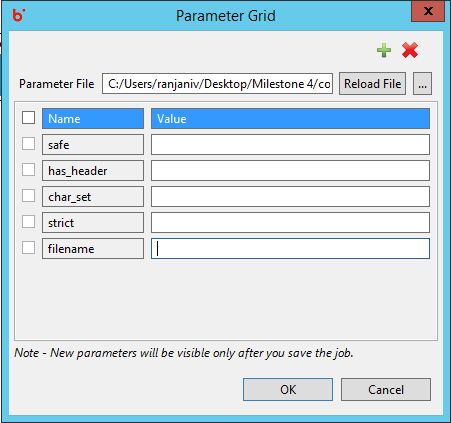 Parameter Grid
Parameter File C:/Users/ranjaniv/Desktop/Milestone 4/co Reload File ...
Name Value
safe
has_header
char_set
strict
filename
Note - New parameters will be visible only after you save the job.
OK Cancel